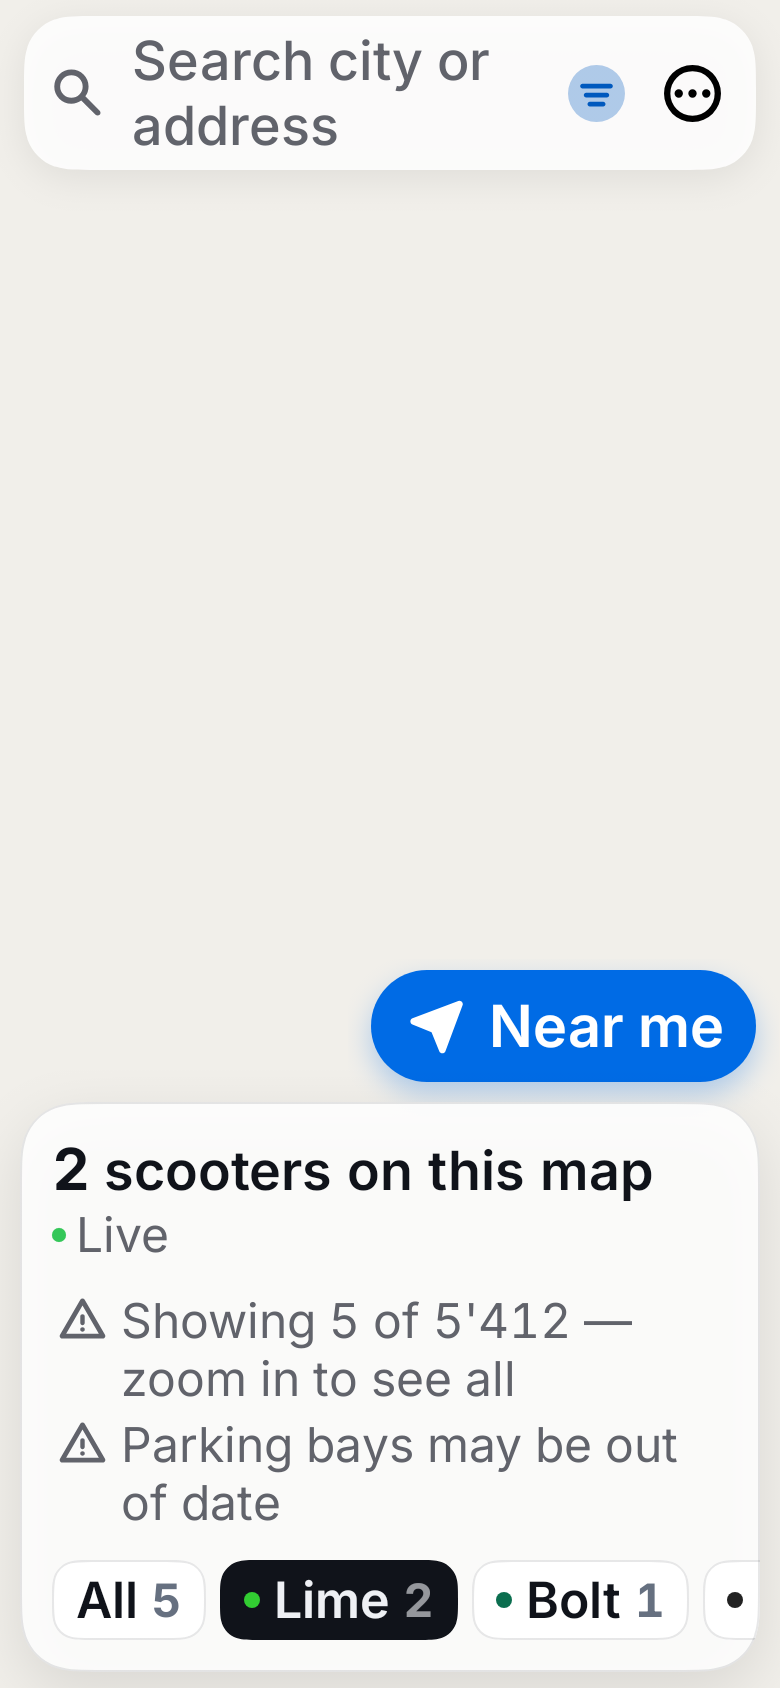 Search city or
address
Near me
2 scooters on this map
Live
Showing 5 of 5'412 —
zoom in to see all
Parking bays may be out
of date
All 5 Lime 2 Bolt 1